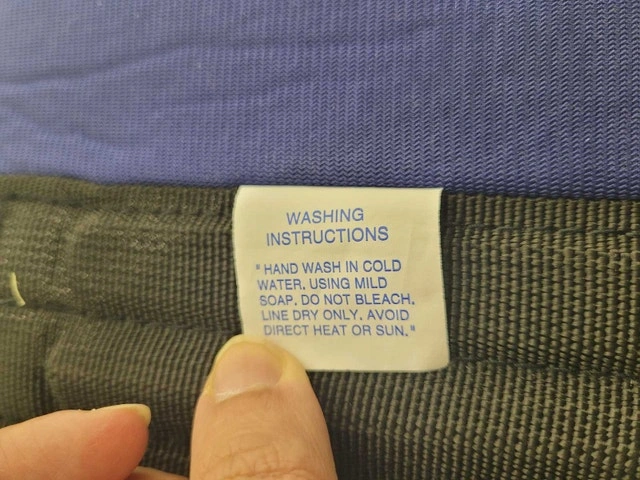 WASHING
INSTRUCTIONS
"HAND WASH IN COLD
WATER. USING MILD
SOAP. DO NOT BLEACH.
LINE DRY ONLY. AVOID
DIRECT HEAT OR SUN."